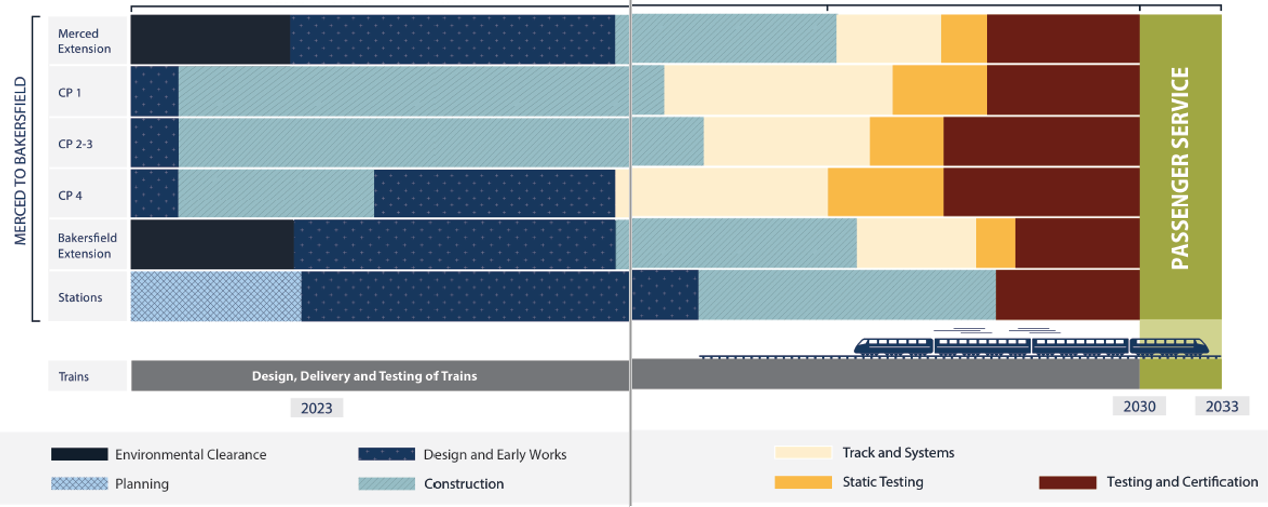 MERCED TO BAKERSFIELD
Merced
Extension
CP 1
CP 2-3
CP 4
Bakersfield
Extension
Stations
PASSENGER SERVICE
Trains
Design, Delivery and Testing of Trains
2023
2030
2033
Environmental Clearance
Design and Early Works
Track and Systems
Planning
Construction
Static Testing
Testing and Certification